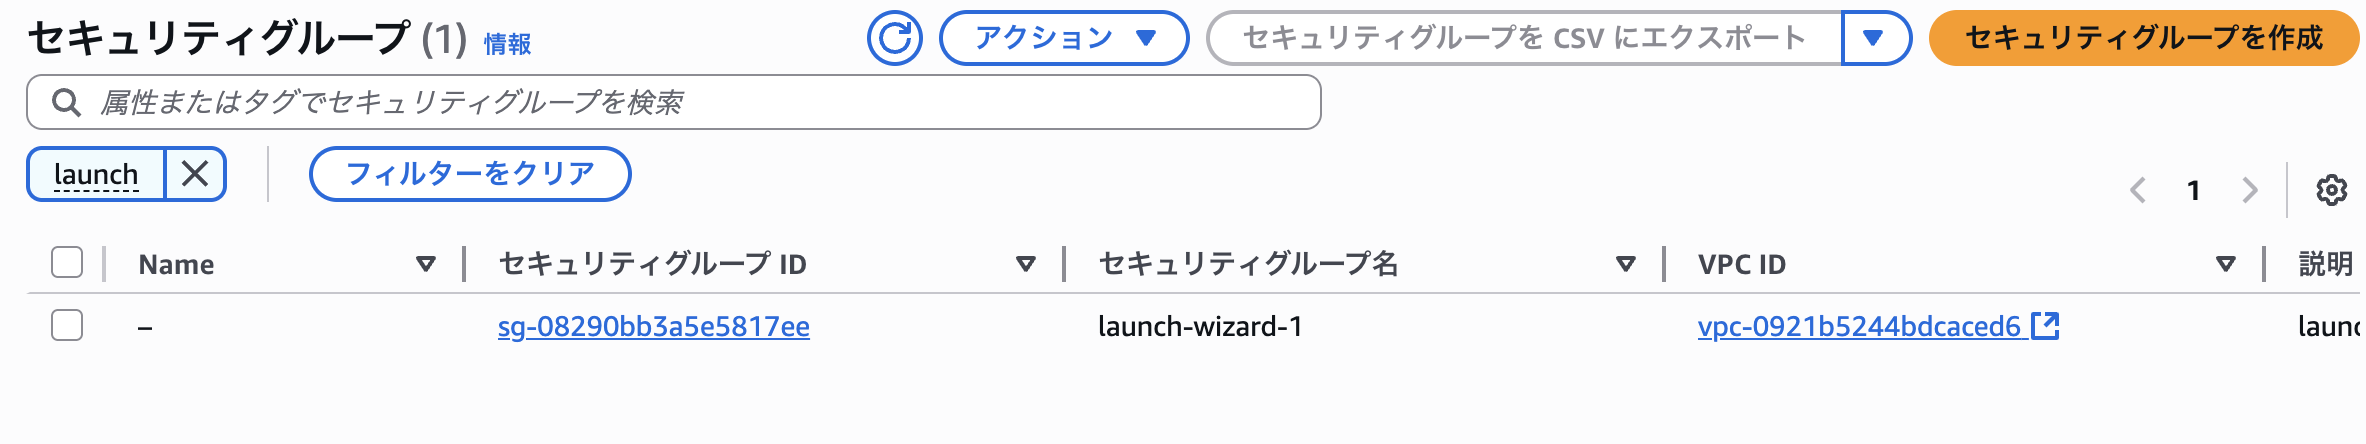 セキュリティグループ (1) 情報 アクション セキュリティグループを CSV にエクスポート セキュリティグループを作成
属性またはタグでセキュリティグループを検索
launch フィルターをクリア
1
Name セキュリティグループ ID セキュリティグループ名 VPC ID 説明
– sg-08290bb3a5e5817ee launch-wizard-1 vpc-0921b5244bdcaced6